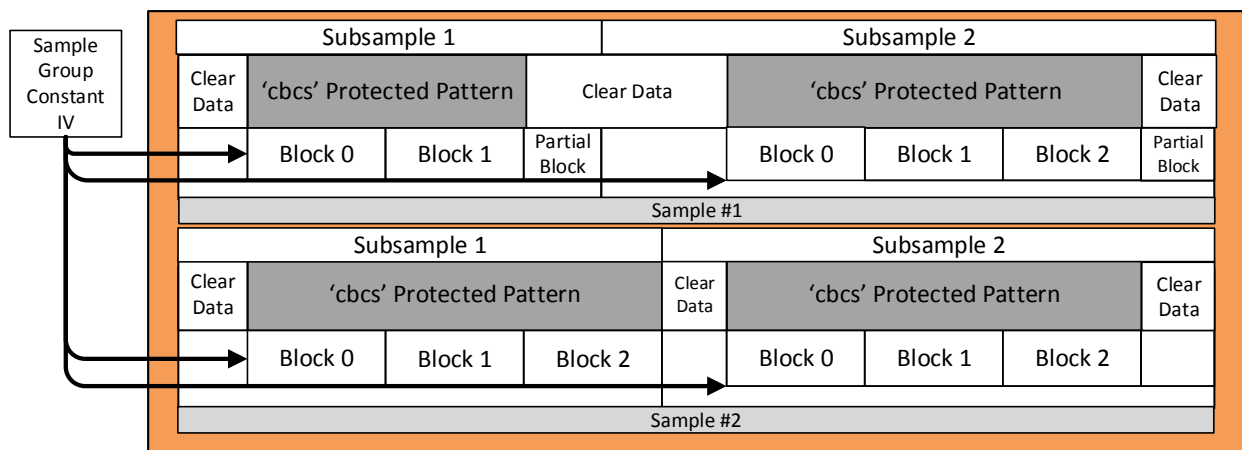 Sample
Group
Constant
IV
Subsample 1
Subsample 2
Clear
Data
‘cbcs’ Protected Pattern
Clear Data
‘cbcs’ Protected Pattern
Clear
Data
Block 0
Block 1
Partial
Block
Block 0
Block 1
Block 2
Partial
Block
Sample #1
Subsample 1
Subsample 2
Clear
Data
‘cbcs’ Protected Pattern
Clear
Data
‘cbcs’ Protected Pattern
Clear
Data
Block 0
Block 1
Block 2
Block 0
Block 1
Block 2
Sample #2